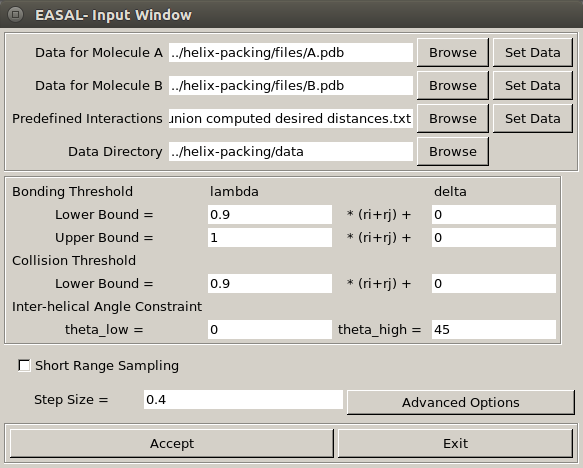 EASAL- Input Window
Data for Molecule A ../helix-packing/files/A.pdb Browse Set Data
Data for Molecule B ../helix-packing/files/B.pdb Browse Set Data
Predefined Interactions union computed desired distances.txt Browse Set Data
Data Directory ../helix-packing/data Browse
Bonding Threshold lambda delta
Lower Bound = 0.9 * (ri+rj) + 0
Upper Bound = 1 * (ri+rj) + 0
Collision Threshold
Lower Bound = 0.9 * (ri+rj) + 0
Inter-helical Angle Constraint
theta_low = 0 theta_high = 45
Short Range Sampling
Step Size = 0.4 Advanced Options
Accept Exit